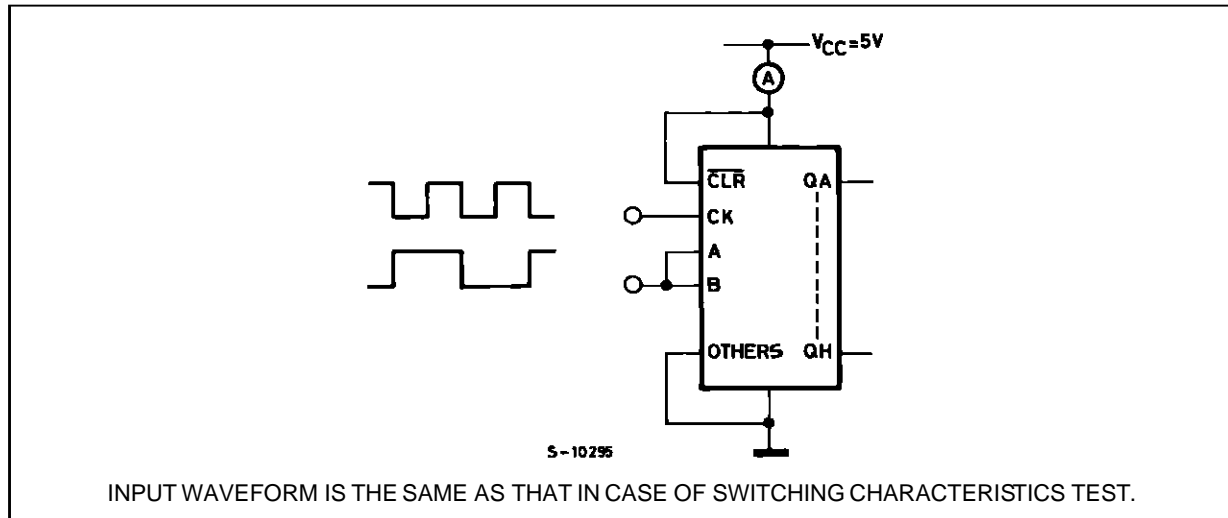 VCC=5V
A
CLR QA
CK
A
B
OTHERS QH
S-10295
INPUT WAVEFORM IS THE SAME AS THAT IN CASE OF SWITCHING CHARACTERISTICS TEST.